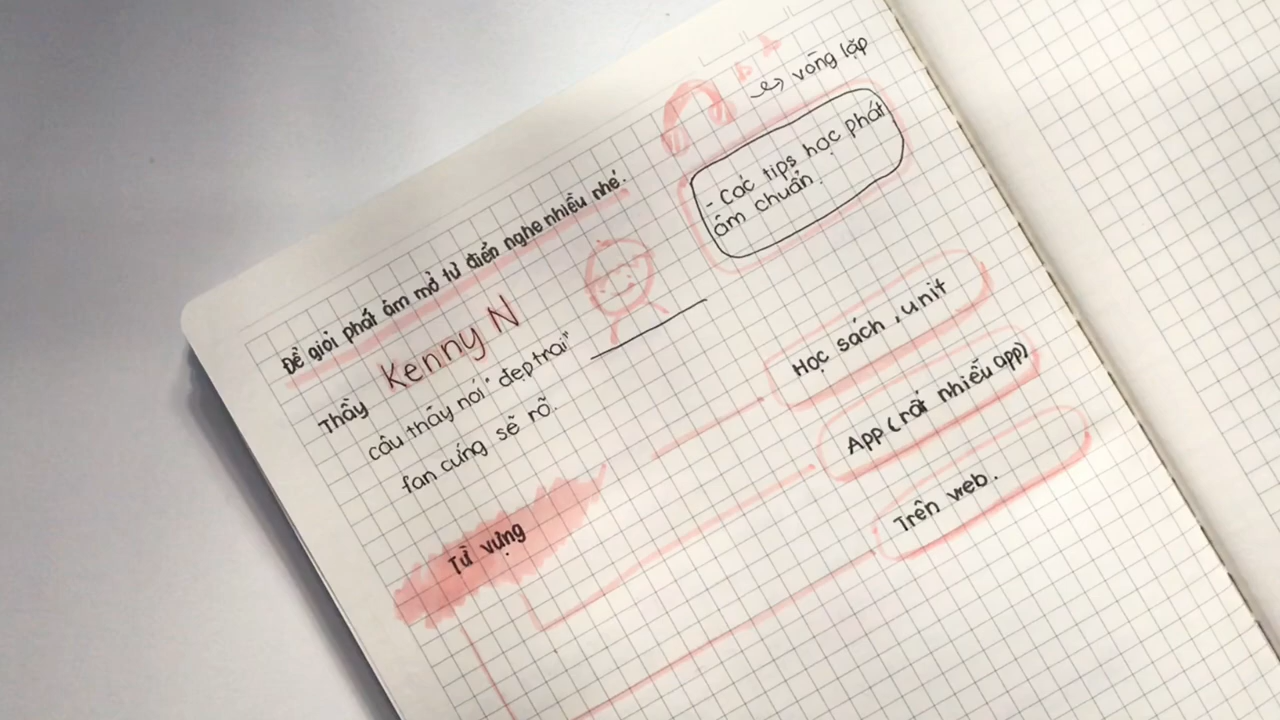 vòng lặp
- Các tips học phát
âm chuẩn.
Để giỏi phát âm mở từ điển nghe nhiều nhé.
Thầy Kenny N
câu thầy nói "đẹp trai"
fan cứng sẽ rõ.
Từ vựng
Học sách, unit
App (rất nhiều app)
Trên web.